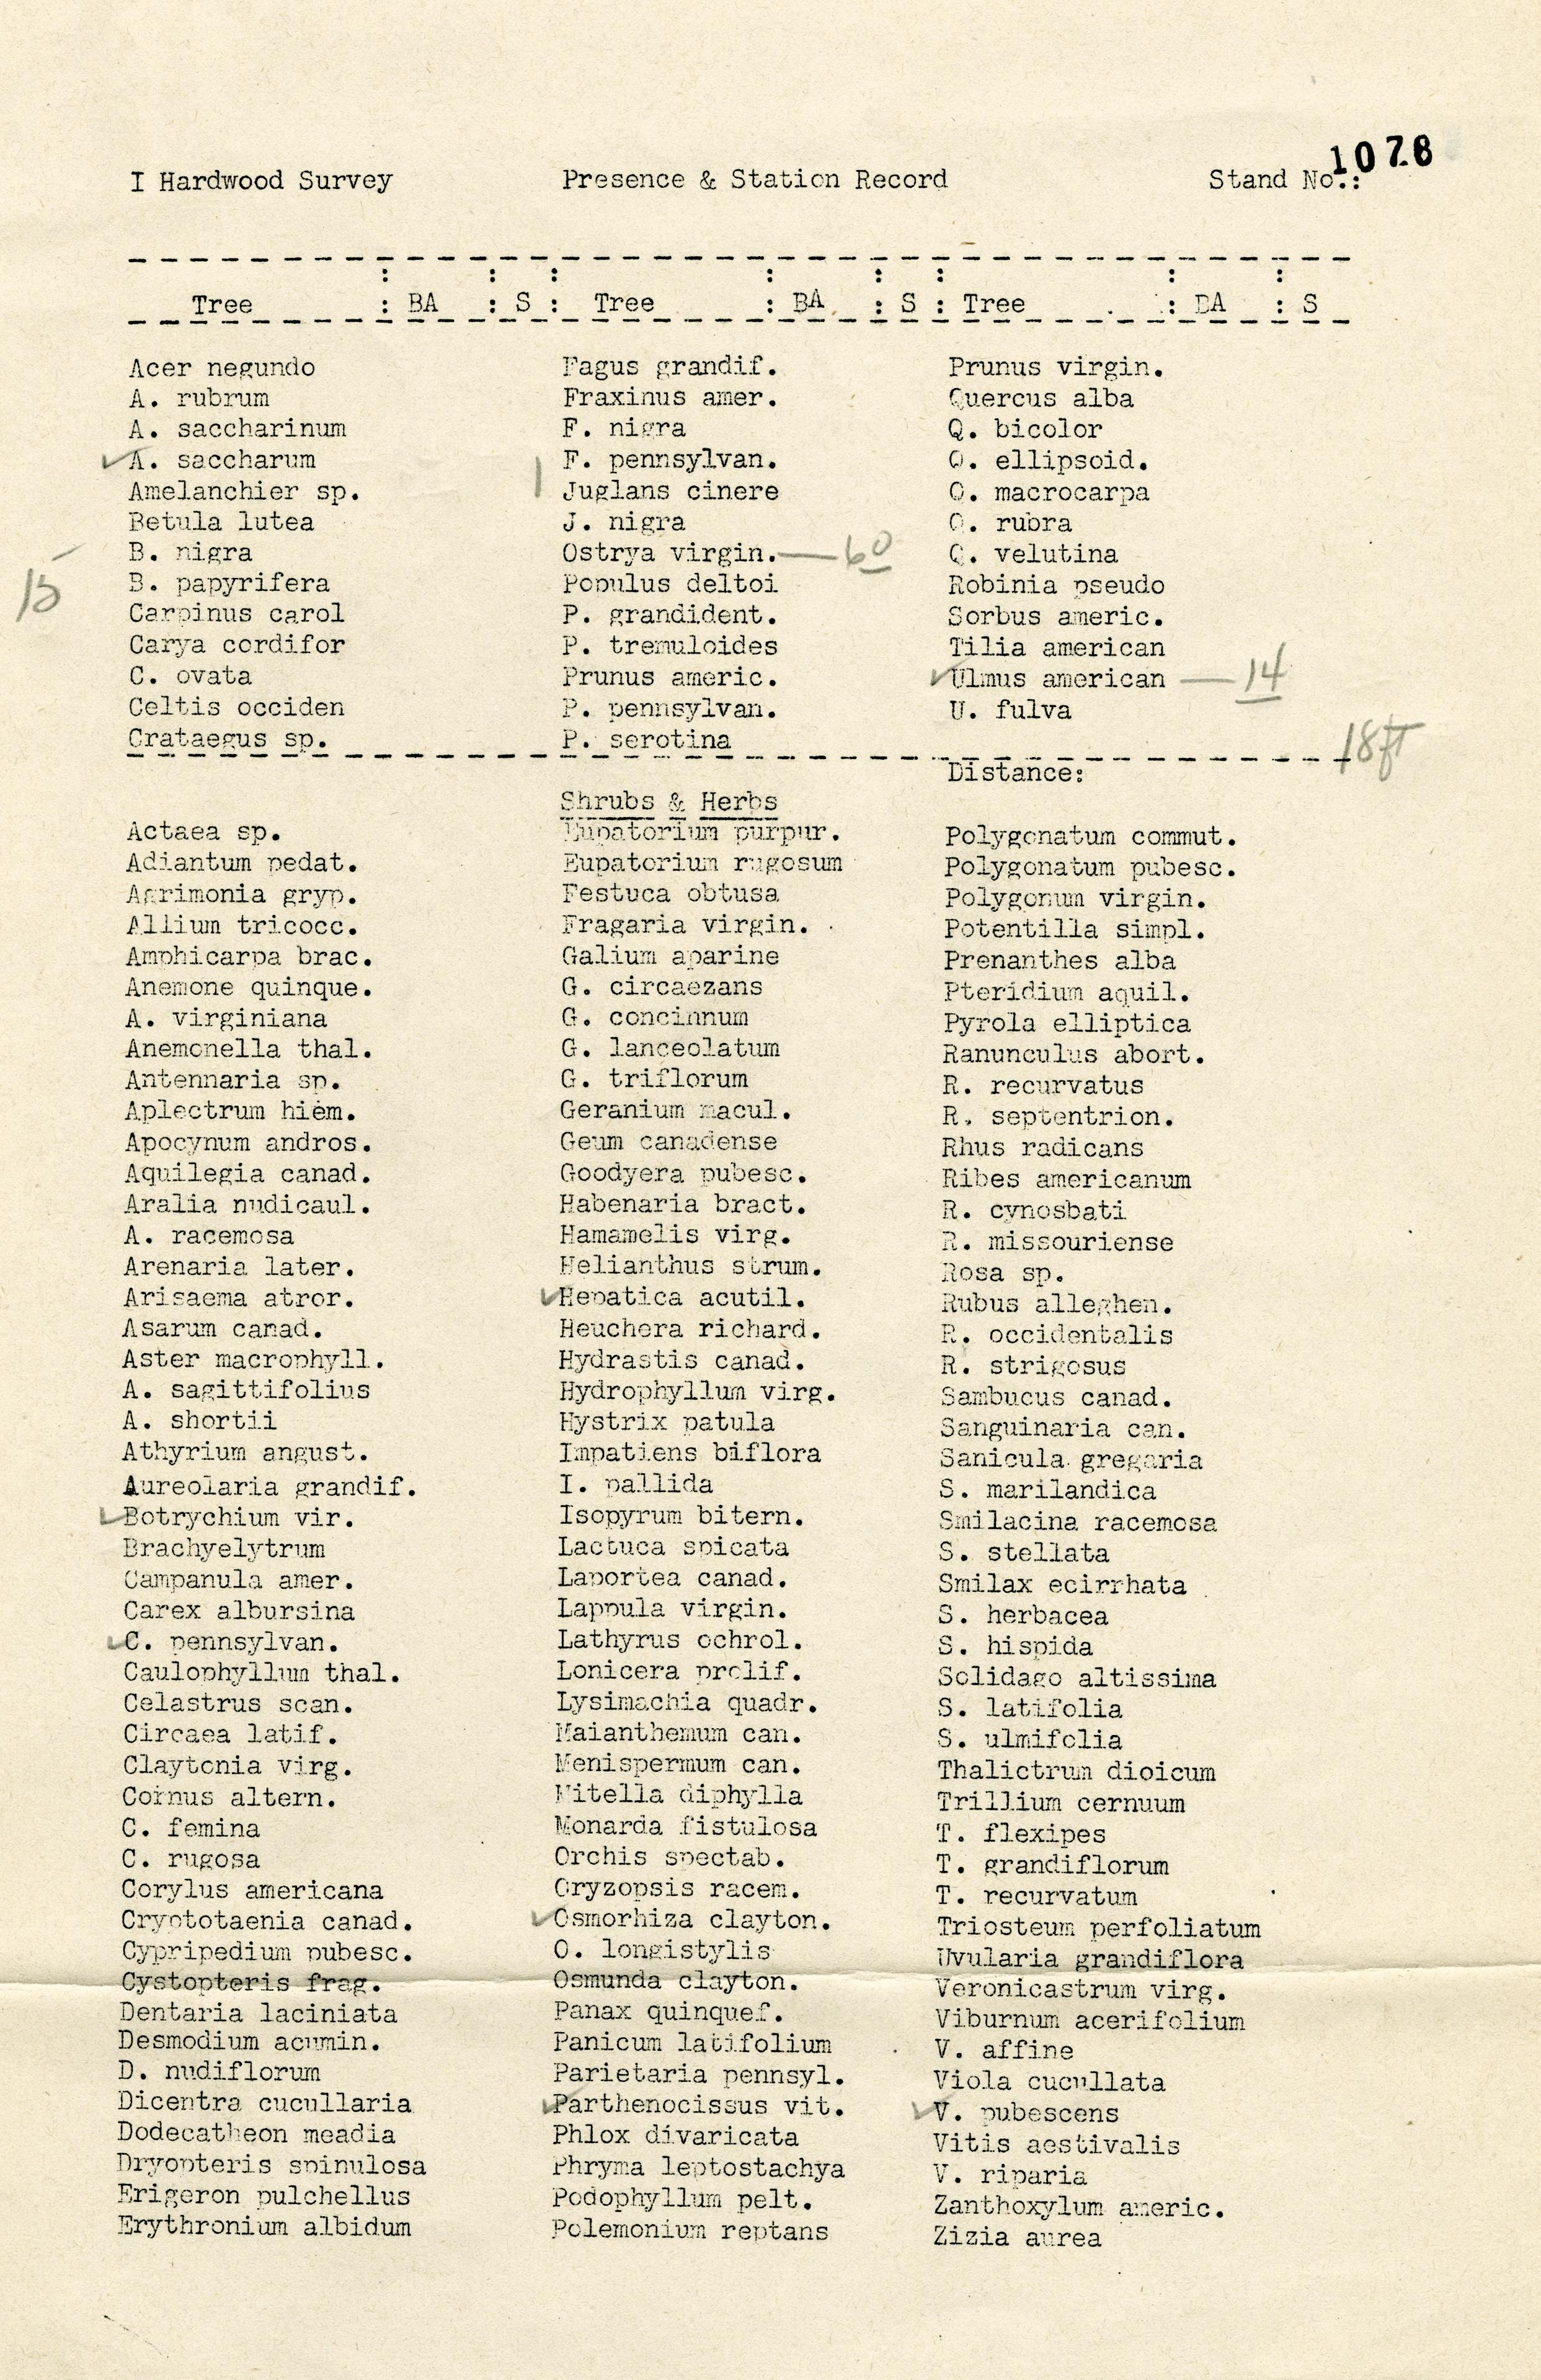 I Hardwood Survey Presence & Station Record Stand No.: 1078
Tree : BA : S : Tree : BA : S : Tree : BA : S
Acer negundo
A. rubrum
A. saccharinum
✓ A. saccharum
Amelanchier sp.
Betula lutea
B. nigra
15
B. papyrifera
Carpinus carol
Carya cordifor
C. ovata
Celtis occiden
Crataegus sp.
Fagus grandif.
Fraxinus amer.
F. nigra
F. pennsylvan.
Juglans cinere
J. nigra
Ostrya virgin. — 60
Populus deltoi
P. grandident.
P. tremuloides
Prunus americ.
P. pennsylvan.
P. serotina
Prunus virgin.
Quercus alba
Q. bicolor
Q. ellipsoid.
Q. macrocarpa
Q. rubra
Q. velutina
Robinia pseudo
Sorbus americ.
Tilia american
✓ Ulmus american — 14
U. fulva
Distance: 18ft
Shrubs & Herbs
Actaea sp.
Adiantum pedat.
Agrimonia gryp.
Allium tricocc.
Amphicarpa brac.
Anemone quinque.
A. virginiana
Anemonella thal.
Antennaria sp.
Aplectrum hiem.
Apocynum andros.
Aquilegia canad.
Aralia nudicaul.
A. racemosa
Arenaria later.
Arisaema atror.
Asarum canad.
Aster macrophyll.
A. sagittifolius
A. shortii
Athyrium angust.
Aureolaria grandif.
✓ Botrychium vir.
Brachyelytrum
Campanula amer.
Carex albursina
✓ C. pennsylvan.
Caulophyllum thal.
Celastrus scan.
Circaea latif.
Claytonia virg.
Cornus altern.
C. femina
C. rugosa
Corylus americana
Cryptotaenia canad.
Cypripedium pubesc.
Cystopteris frag.
Dentaria laciniata
Desmodium acumin.
D. nudiflorum
Dicentra cucullaria
Dodecatheon meadia
Dryopteris spinulosa
Erigeron pulchellus
Erythronium albidum
Eupatorium purpur.
Eupatorium rugosum
Festuca obtusa
Fragaria virgin.
Galium aparine
G. circaezans
G. concinnum
G. lanceolatum
G. triflorum
Geranium macul.
Geum canadense
Goodyera pubesc.
Habenaria bract.
Hamamelis virg.
Helianthus strum.
✓ Hepatica acutil.
Heuchera richard.
Hydrastis canad.
Hydrophyllum virg.
Hystrix patula
Impatiens biflora
I. pallida
Isopyrum bitern.
Lactuca spicata
Laportea canad.
Lappula virgin.
Lathyrus ochrol.
Lonicera prolif.
Lysimachia quadr.
Maianthemum can.
Menispermum can.
Mitella diphylla
Monarda fistulosa
Orchis spectab.
Oryzopsis racem.
✓ Osmorhiza clayton.
O. longistylis
Osmunda clayton.
Panax quinquef.
Panicum latifolium
Parietaria pennsyl.
✓ Parthenocissus vit.
Phlox divaricata
Phryma leptostachya
Podophyllum pelt.
Polemonium reptans
Polygonatum commut.
Polygonatum pubesc.
Polygonum virgin.
Potentilla simpl.
Prenanthes alba
Pteridium aquil.
Pyrola elliptica
Ranunculus abort.
R. recurvatus
R. septentrion.
Rhus radicans
Ribes americanum
R. cynosbati
R. missouriense
Rosa sp.
Rubus alleghen.
R. occidentalis
R. strigosus
Sambucus canad.
Sanguinaria can.
Sanicula gregaria
S. marilandica
Smilacina racemosa
S. stellata
Smilax ecirrhata
S. herbacea
S. hispida
Solidago altissima
S. latifolia
S. ulmifolia
Thalictrum dioicum
Trillium cernuum
T. flexipes
T. grandiflorum
T. recurvatum
Triosteum perfoliatum
Uvularia grandiflora
Veronicastrum virg.
Viburnum acerifolium
V. affine
Viola cucullata
✓ V. pubescens
Vitis aestivalis
V. riparia
Zanthoxylum americ.
Zizia aurea